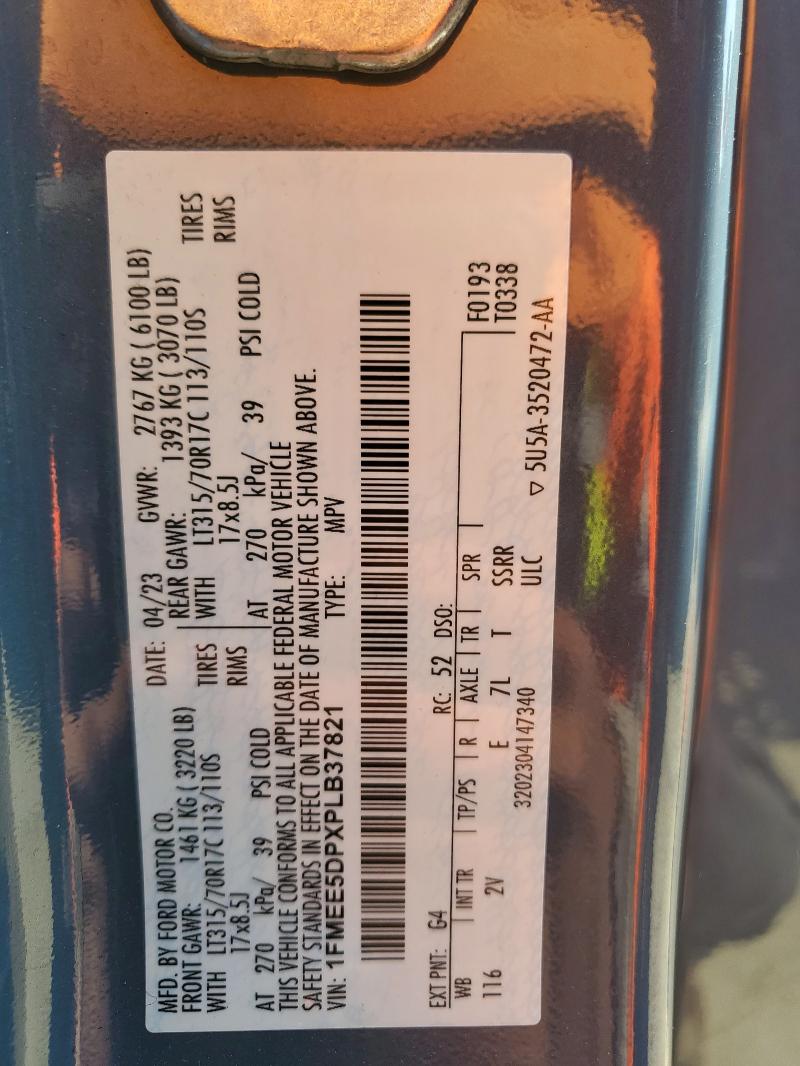 MFD. BY FORD MOTOR CO. DATE: 04/23 GVWR: 2767 KG ( 6100 LB)
FRONT GAWR: 1461 KG ( 3220 LB) REAR GAWR: 1393 KG ( 3070 LB)
WITH LT315/70R17C 113/110S TIRES WITH LT315/70R17C 113/110S TIRES
17x8.5J RIMS 17x8.5J RIMS
AT 270 kPa/ 39 PSI COLD AT 270 kPa/ 39 PSI COLD
THIS VEHICLE CONFORMS TO ALL APPLICABLE FEDERAL MOTOR VEHICLE
SAFETY STANDARDS IN EFFECT ON THE DATE OF MANUFACTURE SHOWN ABOVE.
VIN: 1FMEE5DPXPLB37821 TYPE: MPV
EXT PNT: G4 RC: 52 DSO:
WB INT TR TP/PS R AXLE TR SPR F0193
116 2V E 7L T SSRR T0338
3202304147340 ULC
▽ 5U5A-3520472-AA